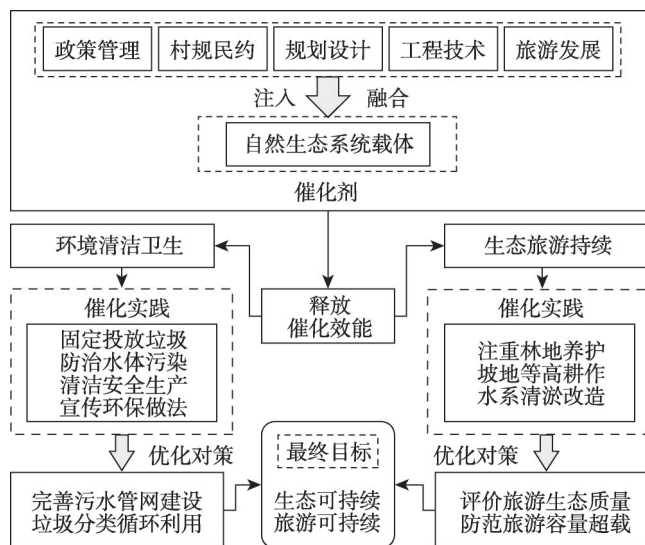 政策管理
村规民约
规划设计
工程技术
旅游发展
注入
融合
自然生态系统载体
催化剂
环境清洁卫生
生态旅游持续
释放
催化效能
催化实践
固定投放垃圾
防治水体污染
清洁安全生产
宣传环保做法
催化实践
注重林地养护
坡地等高耕作
水系清淤改造
优化对策
优化对策
完善污水管网建设
垃圾分类循环利用
最终目标
生态可持续
旅游可持续
评价旅游生态质量
防范旅游容量超载